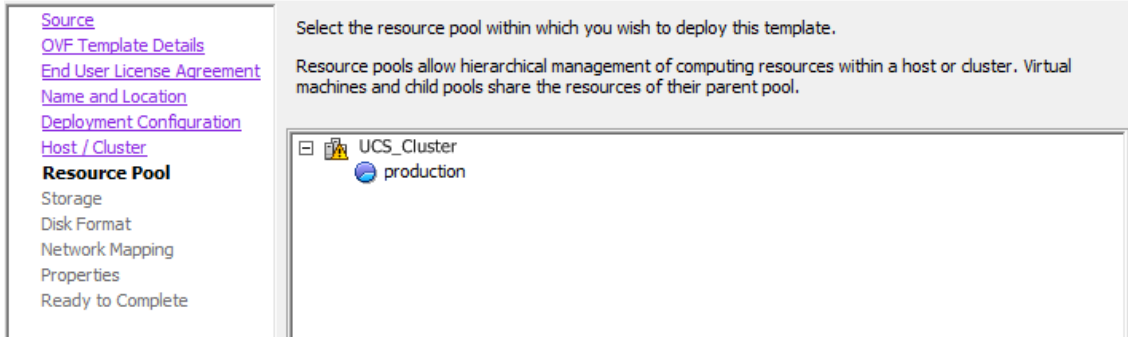 Source
OVF Template Details
End User License Agreement
Name and Location
Deployment Configuration
Host / Cluster
Resource Pool
Storage
Disk Format
Network Mapping
Properties
Ready to Complete
Select the resource pool within which you wish to deploy this template.
Resource pools allow hierarchical management of computing resources within a host or cluster. Virtual
machines and child pools share the resources of their parent pool.
UCS_Cluster
production